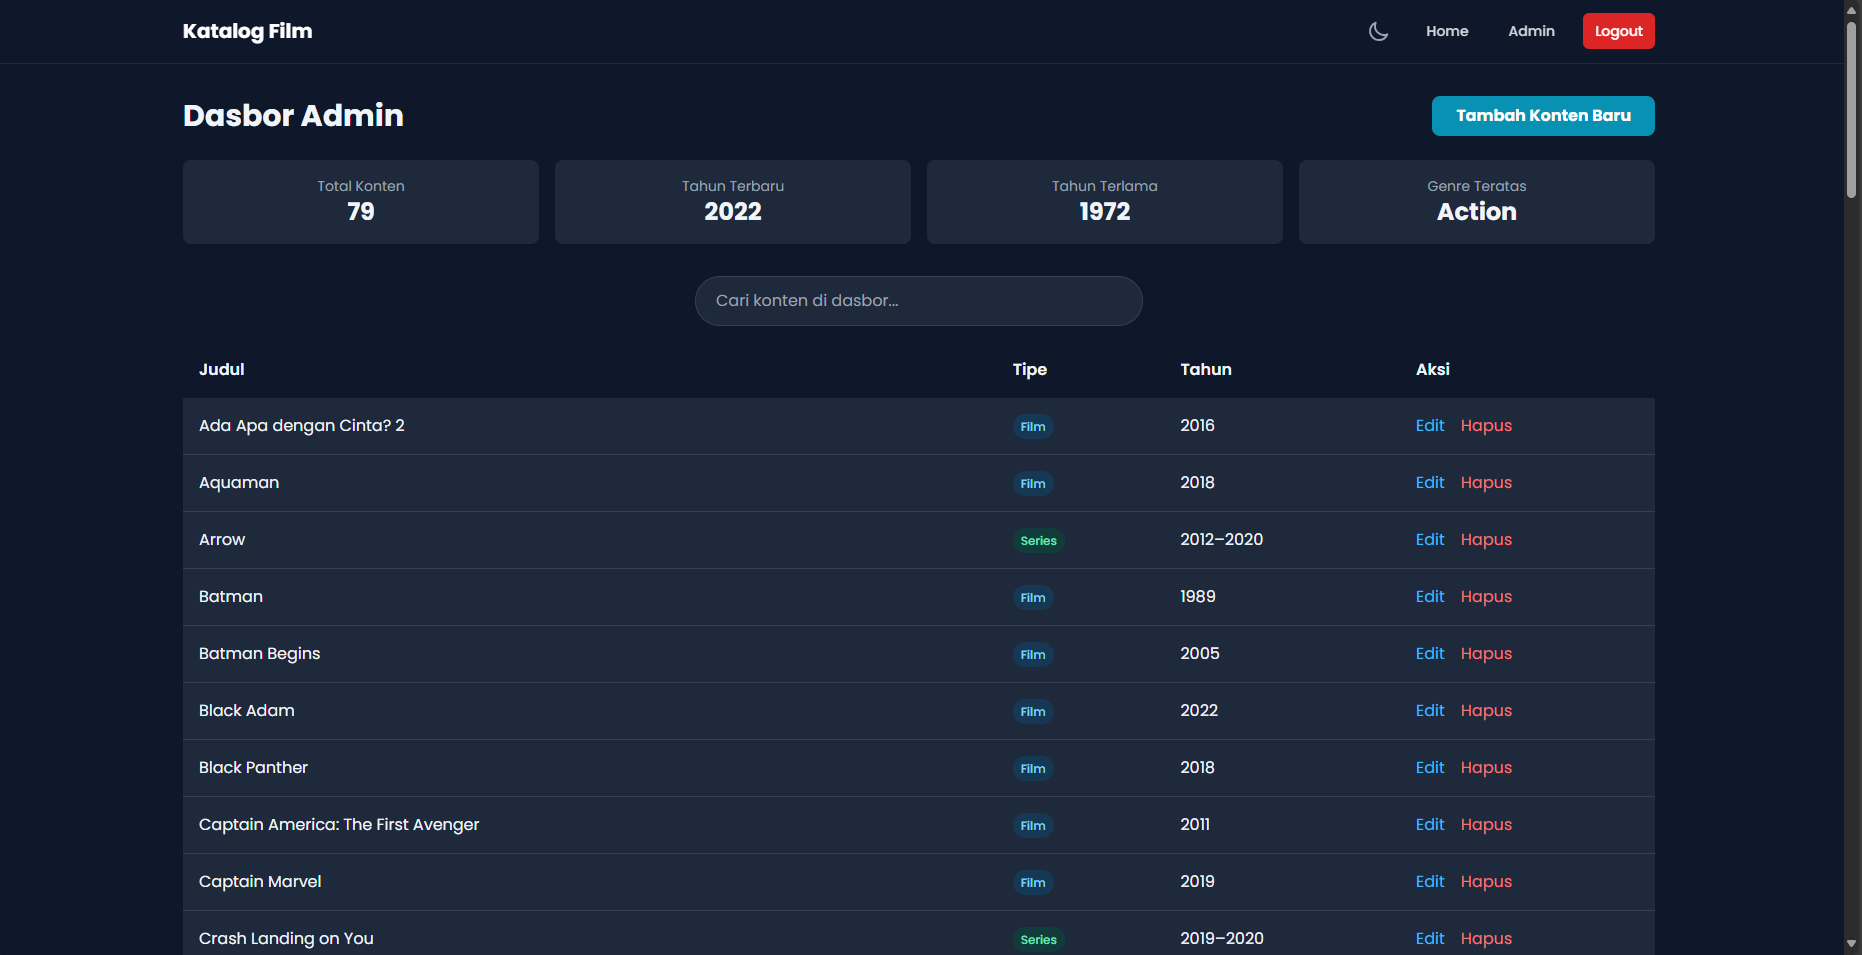 Katalog Film
Home Admin Logout
Dasbor Admin
Tambah Konten Baru
Total Konten
79
Tahun Terbaru
2022
Tahun Terlama
1972
Genre Teratas
Action
Cari konten di dasbor...
Judul Tipe Tahun Aksi
Ada Apa dengan Cinta? 2 Film 2016 Edit Hapus
Aquaman Film 2018 Edit Hapus
Arrow Series 2012–2020 Edit Hapus
Batman Film 1989 Edit Hapus
Batman Begins Film 2005 Edit Hapus
Black Adam Film 2022 Edit Hapus
Black Panther Film 2018 Edit Hapus
Captain America: The First Avenger Film 2011 Edit Hapus
Captain Marvel Film 2019 Edit Hapus
Crash Landing on You Series 2019–2020 Edit Hapus